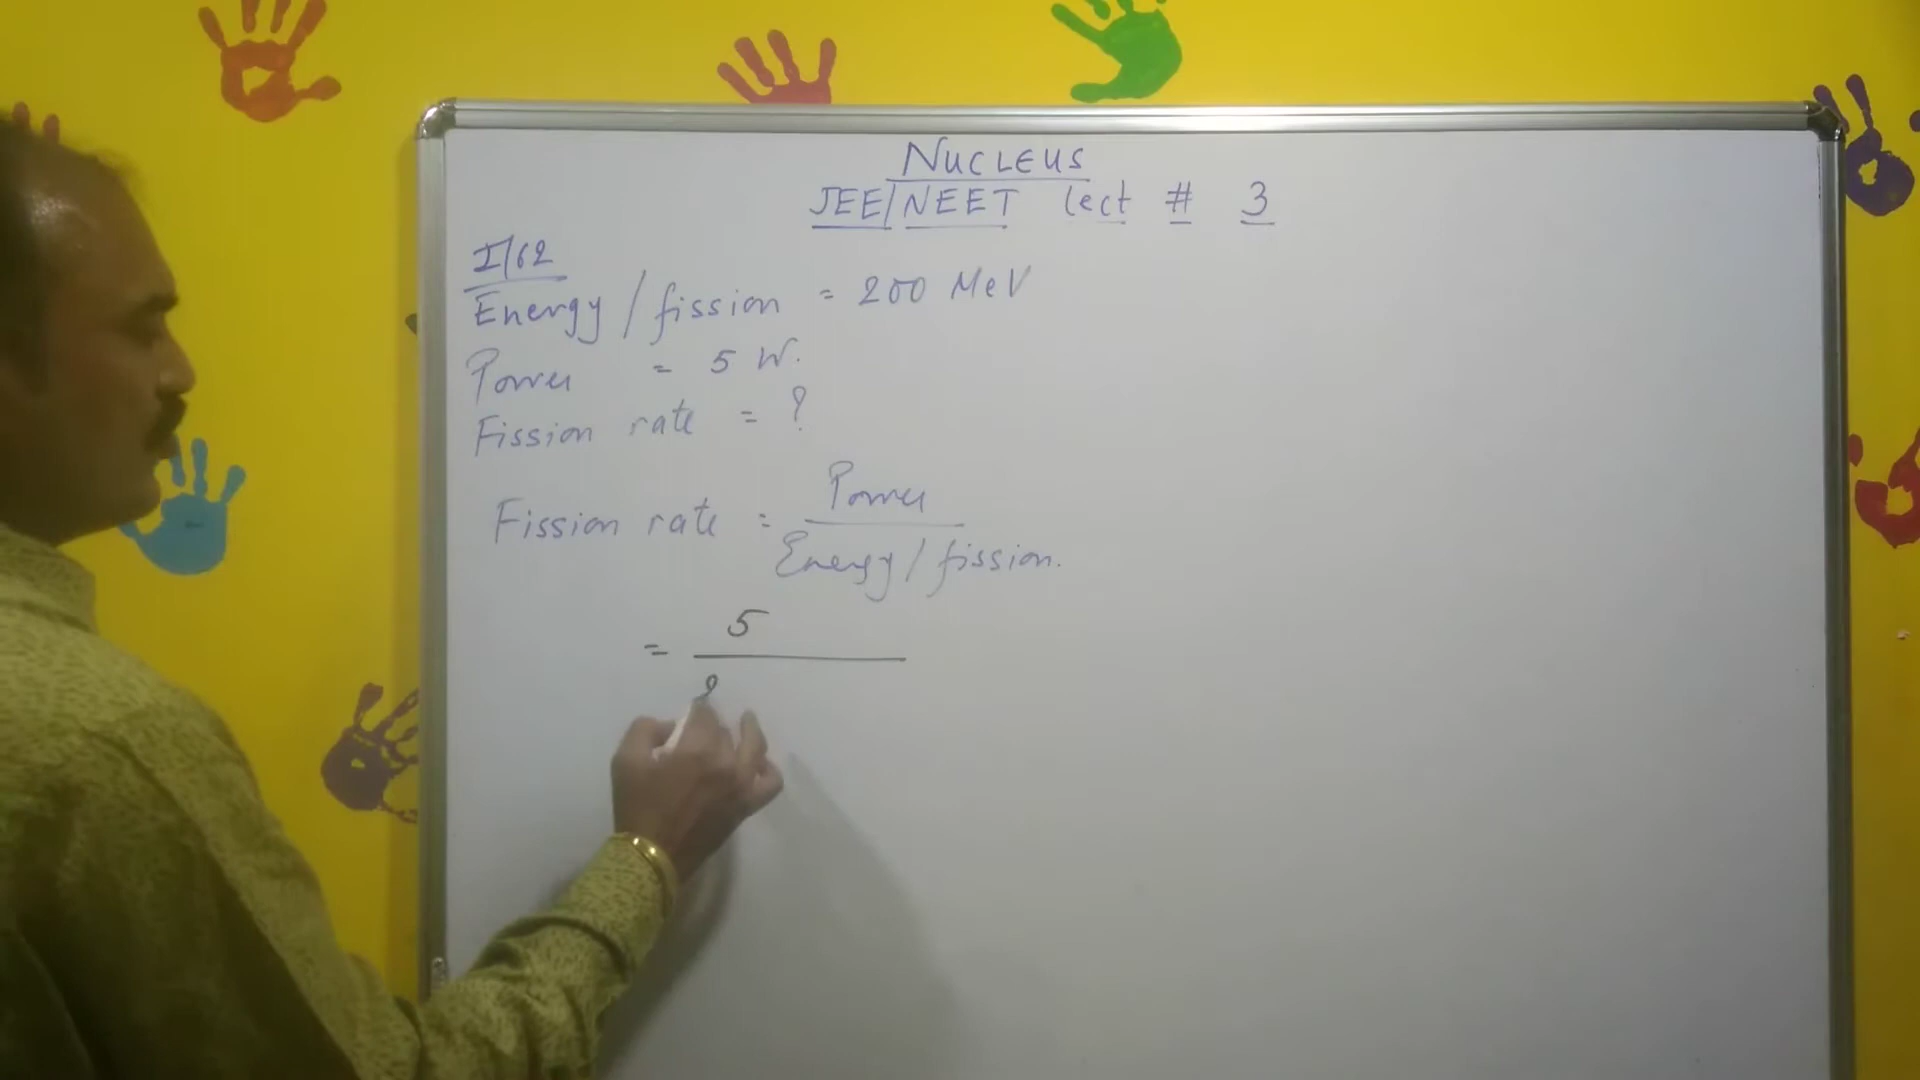 NUCLEUS
JEE/NEET Lect # 3
I/62
Energy / fission = 200 MeV
Power = 5 W.
Fission rate = ?
Fission rate = Power
Energy / fission.
= 5
2